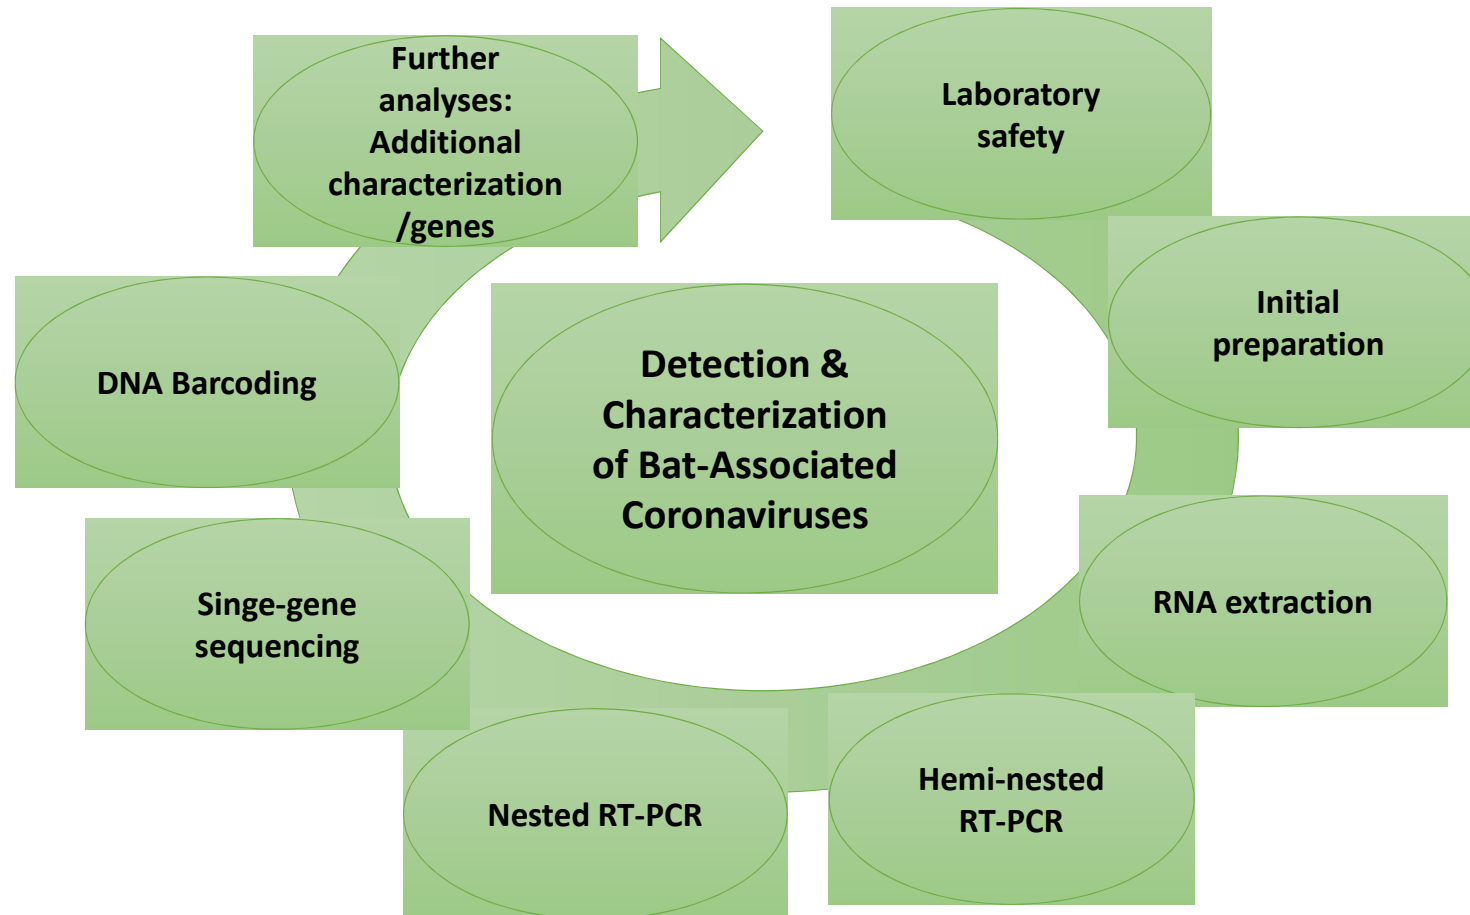 Further
analyses:
Additional
characterization
/genes
Laboratory
safety
Initial
preparation
DNA Barcoding
Detection &
Characterization
of Bat-Associated
Coronaviruses
Singe-gene
sequencing
RNA extraction
Nested RT-PCR
Hemi-nested
RT-PCR